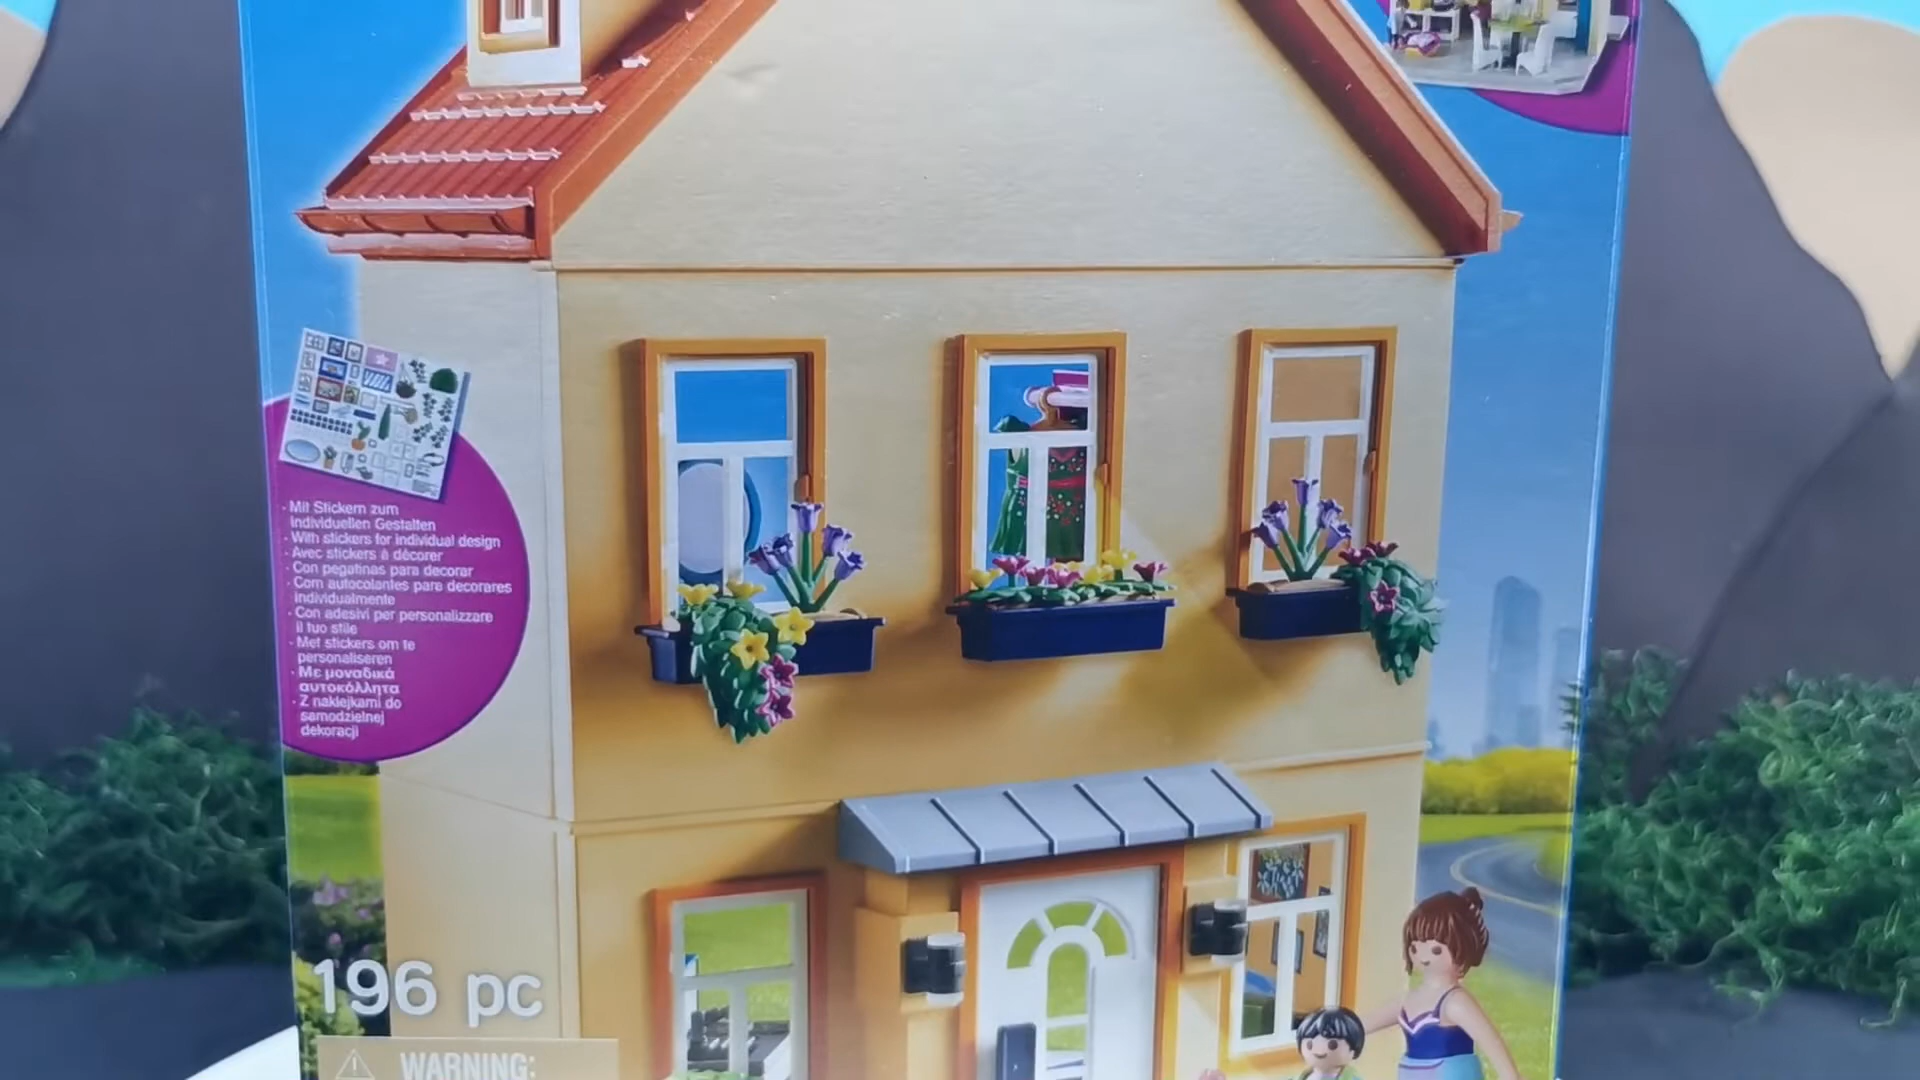 - Mit Stickern zum
individuellen Gestalten
- With stickers for individual design
- Avec stickers à décorer
- Con pegatinas para decorar
- Com autocolantes para decorares
individualmente
- Con adesivi per personalizzare
il tuo stile
- Met stickers om te
personaliseren
- Με μοναδικά
αυτοκόλλητα
- Z naklejkami do
samodzielnej
dekoracji
196 pc
WARNING: